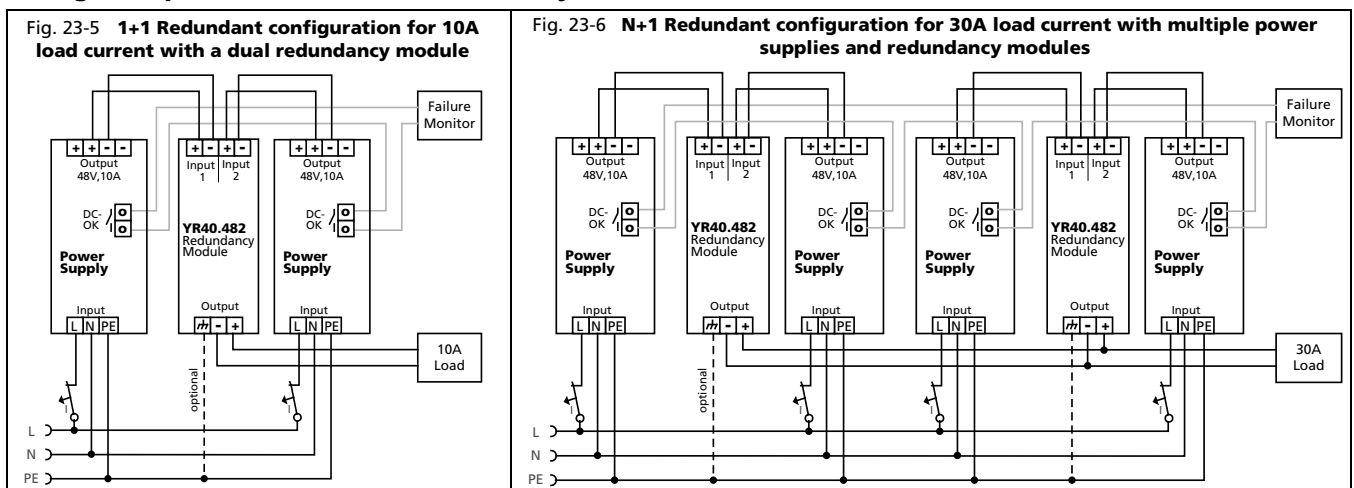 Fig. 23-5 1+1 Redundant configuration for 10A
load current with a dual redundancy module
Failure
Monitor
+ + - -
Output
48V,10A
DC-
OK
Power
Supply
Input
L N PE
+ - + -
Input Input
1 2
YR40.482
Redundancy
Module
Output
- +
+ + - -
Output
48V,10A
DC-
OK
Power
Supply
Input
L N PE
10A
Load
optional
I
I
L
N
PE
Fig. 23-6 N+1 Redundant configuration for 30A load current with multiple power
supplies and redundancy modules
Failure
Monitor
+ + - -
Output
48V,10A
DC-
OK
Power
Supply
Input
L N PE
+ - + -
Input Input
1 2
YR40.482
Redundancy
Module
Output
- +
+ + - -
Output
48V,10A
DC-
OK
Power
Supply
Input
L N PE
+ + - -
Output
48V,10A
DC-
OK
Power
Supply
Input
L N PE
+ - + -
Input Input
1 2
YR40.482
Redundancy
Module
Output
- +
+ + - -
Output
48V,10A
DC-
OK
Power
Supply
Input
L N PE
30A
Load
optional
I
I
I
I
L
N
PE